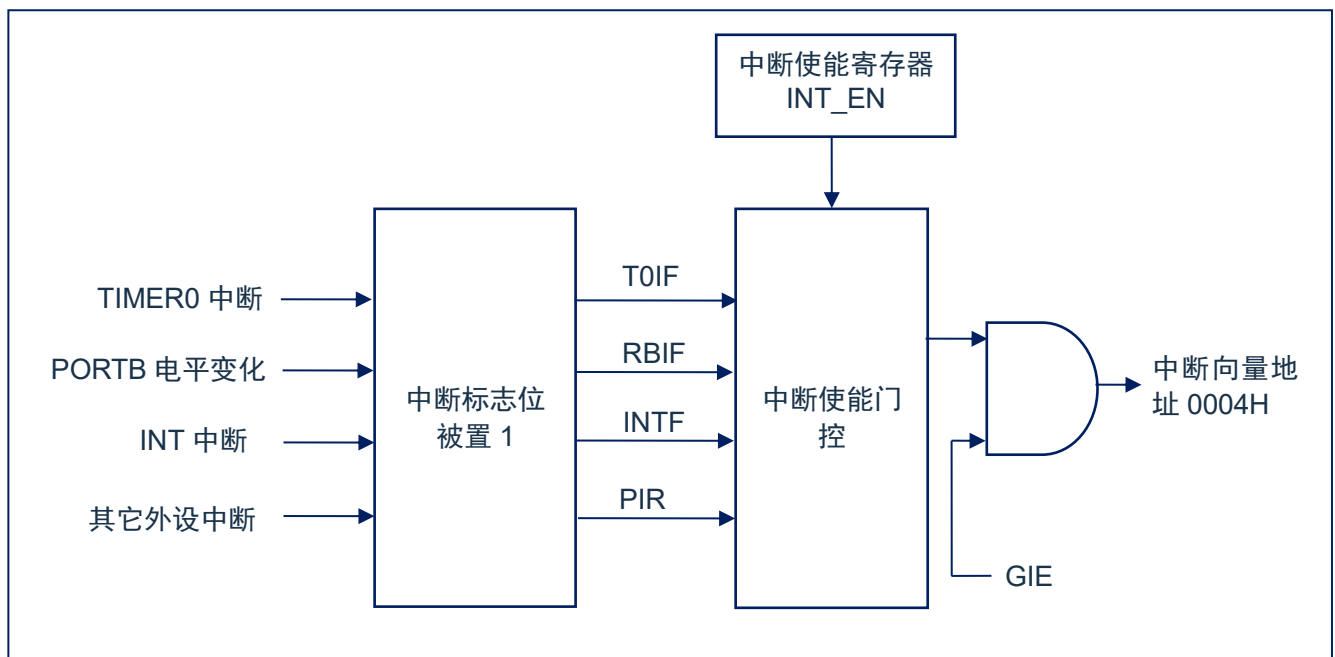 中断使能寄存器
INT_EN
TIMER0 中断
PORTB 电平变化
INT 中断
其它外设中断
中断标志位
被置 1
T0IF
RBIF
INTF
PIR
中断使能门
控
中断向量地
址 0004H
GIE